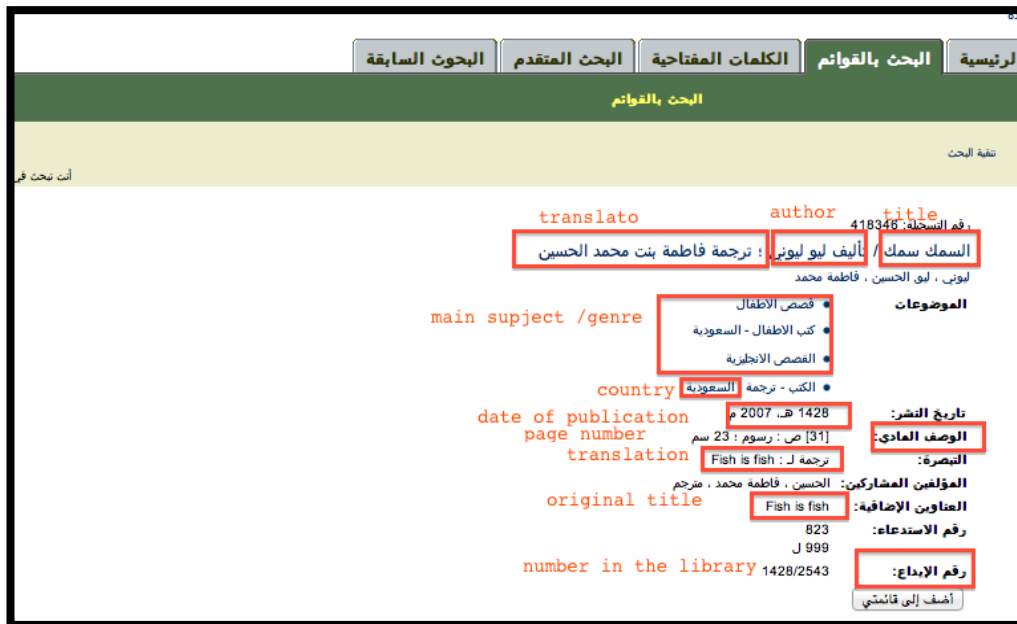 لرئيسية البحث بالقوائم الكلمات المفتاحية البحث المتقدم البحوث السابقة
البحث بالقوائم
تنقية البحث
أنت تبحث في
translato author title
رقم التسجيلة: 418346
السمك سمك / تأليف ليو ليوني ؛ ترجمة فاطمة بنت محمد الحسين
ليوني ، ليو الحسين ، فاطمة محمد
الموضوعات
قصص الاطفال
main supject /genre
كتب الاطفال - السعودية
القصص الانجليزية
الكتب - ترجمة السعودية
country
تاريخ النشر: 1428 هـ، 2007 م
date of publication
الوصف المادي: [31] ص : رسوم ؛ 23 سم
page number
التبصرة: ترجمة لـ : Fish is fish
translation
المؤلفين المشاركين: الحسين ، فاطمة محمد ، مترجم
العناوين الإضافية: Fish is fish
original title
رقم الاستدعاء: 823
999 ل
رقم الإيداع: 1428/2543
number in the library
أضف إلى قائمتي